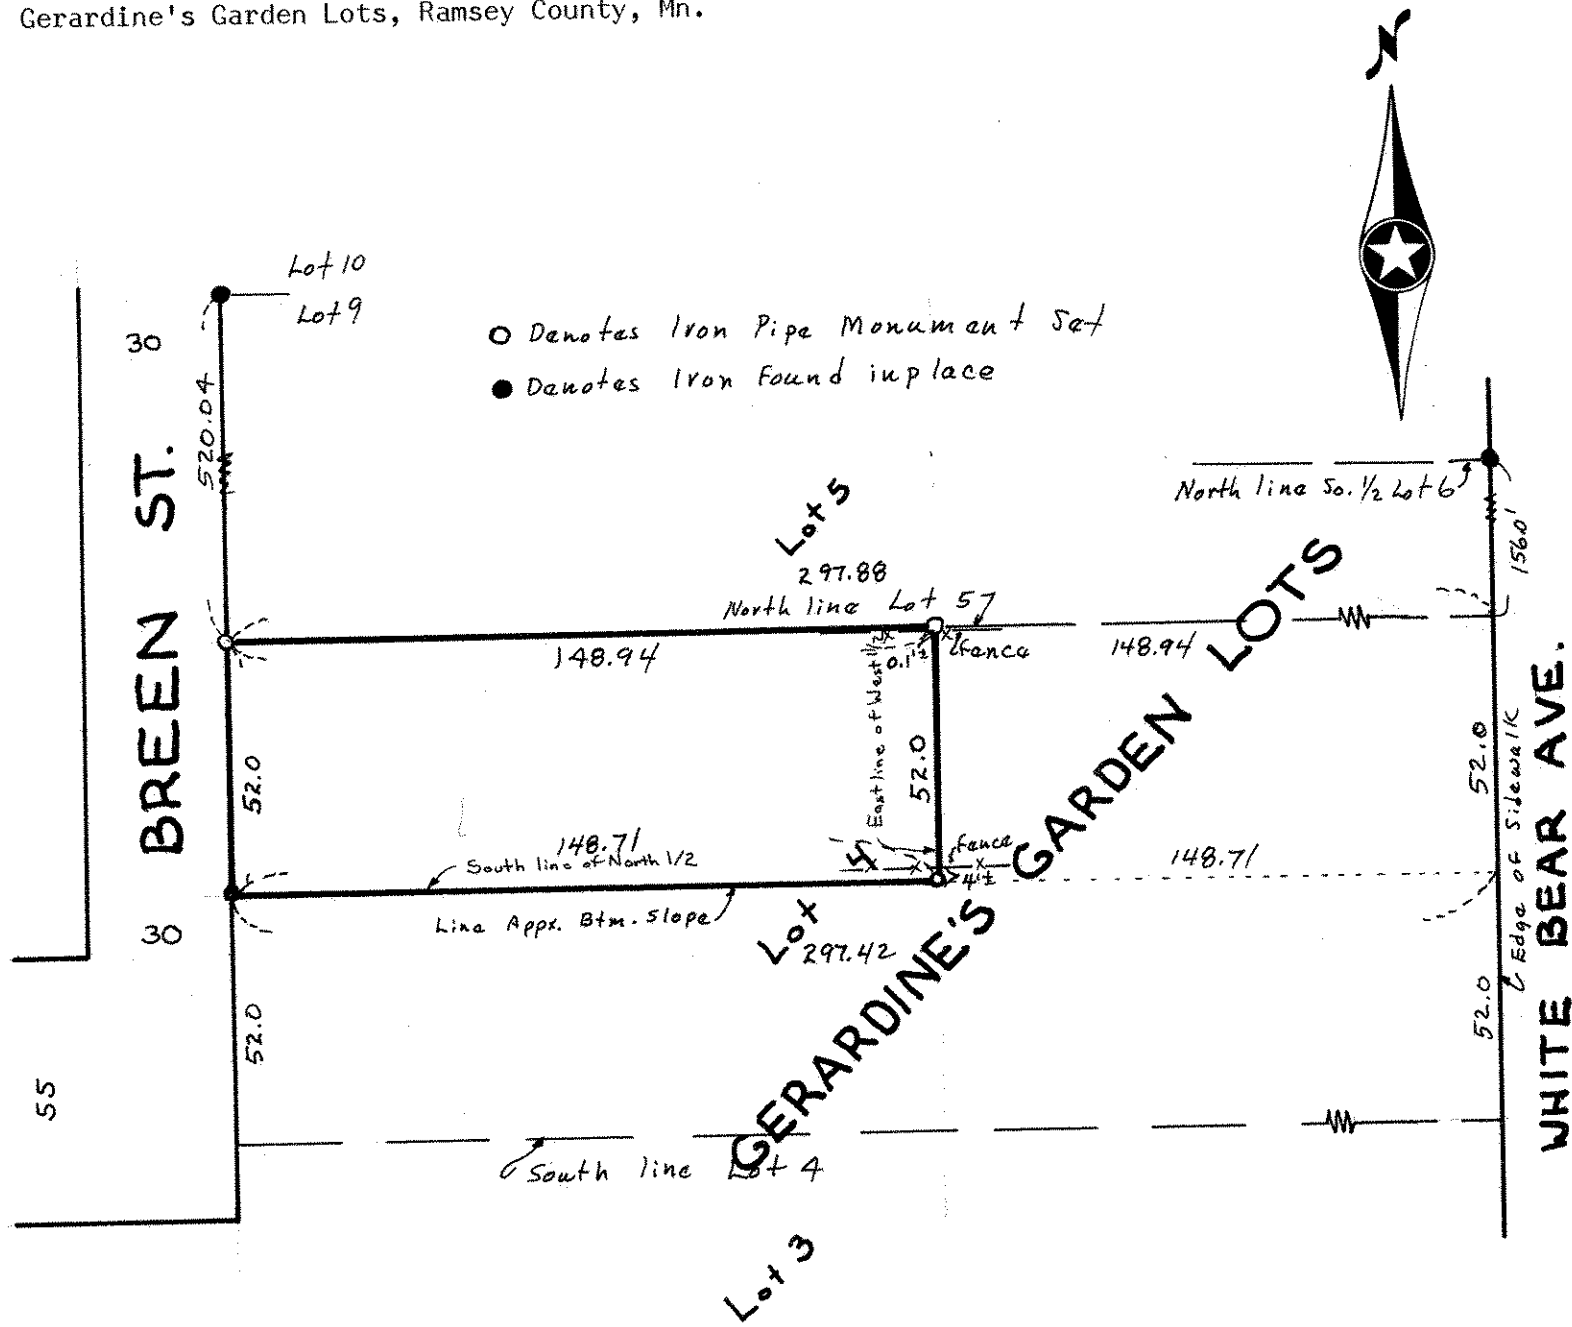 Gerardine's Garden Lots, Ramsey County, Mn.
N
Lot 10
Lot 9
30
520.04
Denotes Iron Pipe Monument Set
Denotes Iron Found inplace
BREEN ST.
Lot 5
297.88
North line Lot 5
North line So. 1/2 Lot 6
156.0'
148.94
East line of West 1/2
0.1'±
fence
148.94
GERARDINE'S GARDEN LOTS
WHITE BEAR AVE.
52.0
52.0
52.0
Edge of Sidewalk
148.71
South line of North 1/2
Line Appx. Btm. Slope
Lot 4
fence
4'±
148.71
297.42
30
52.0
52.0
55
South line Lot 4
Lot 3